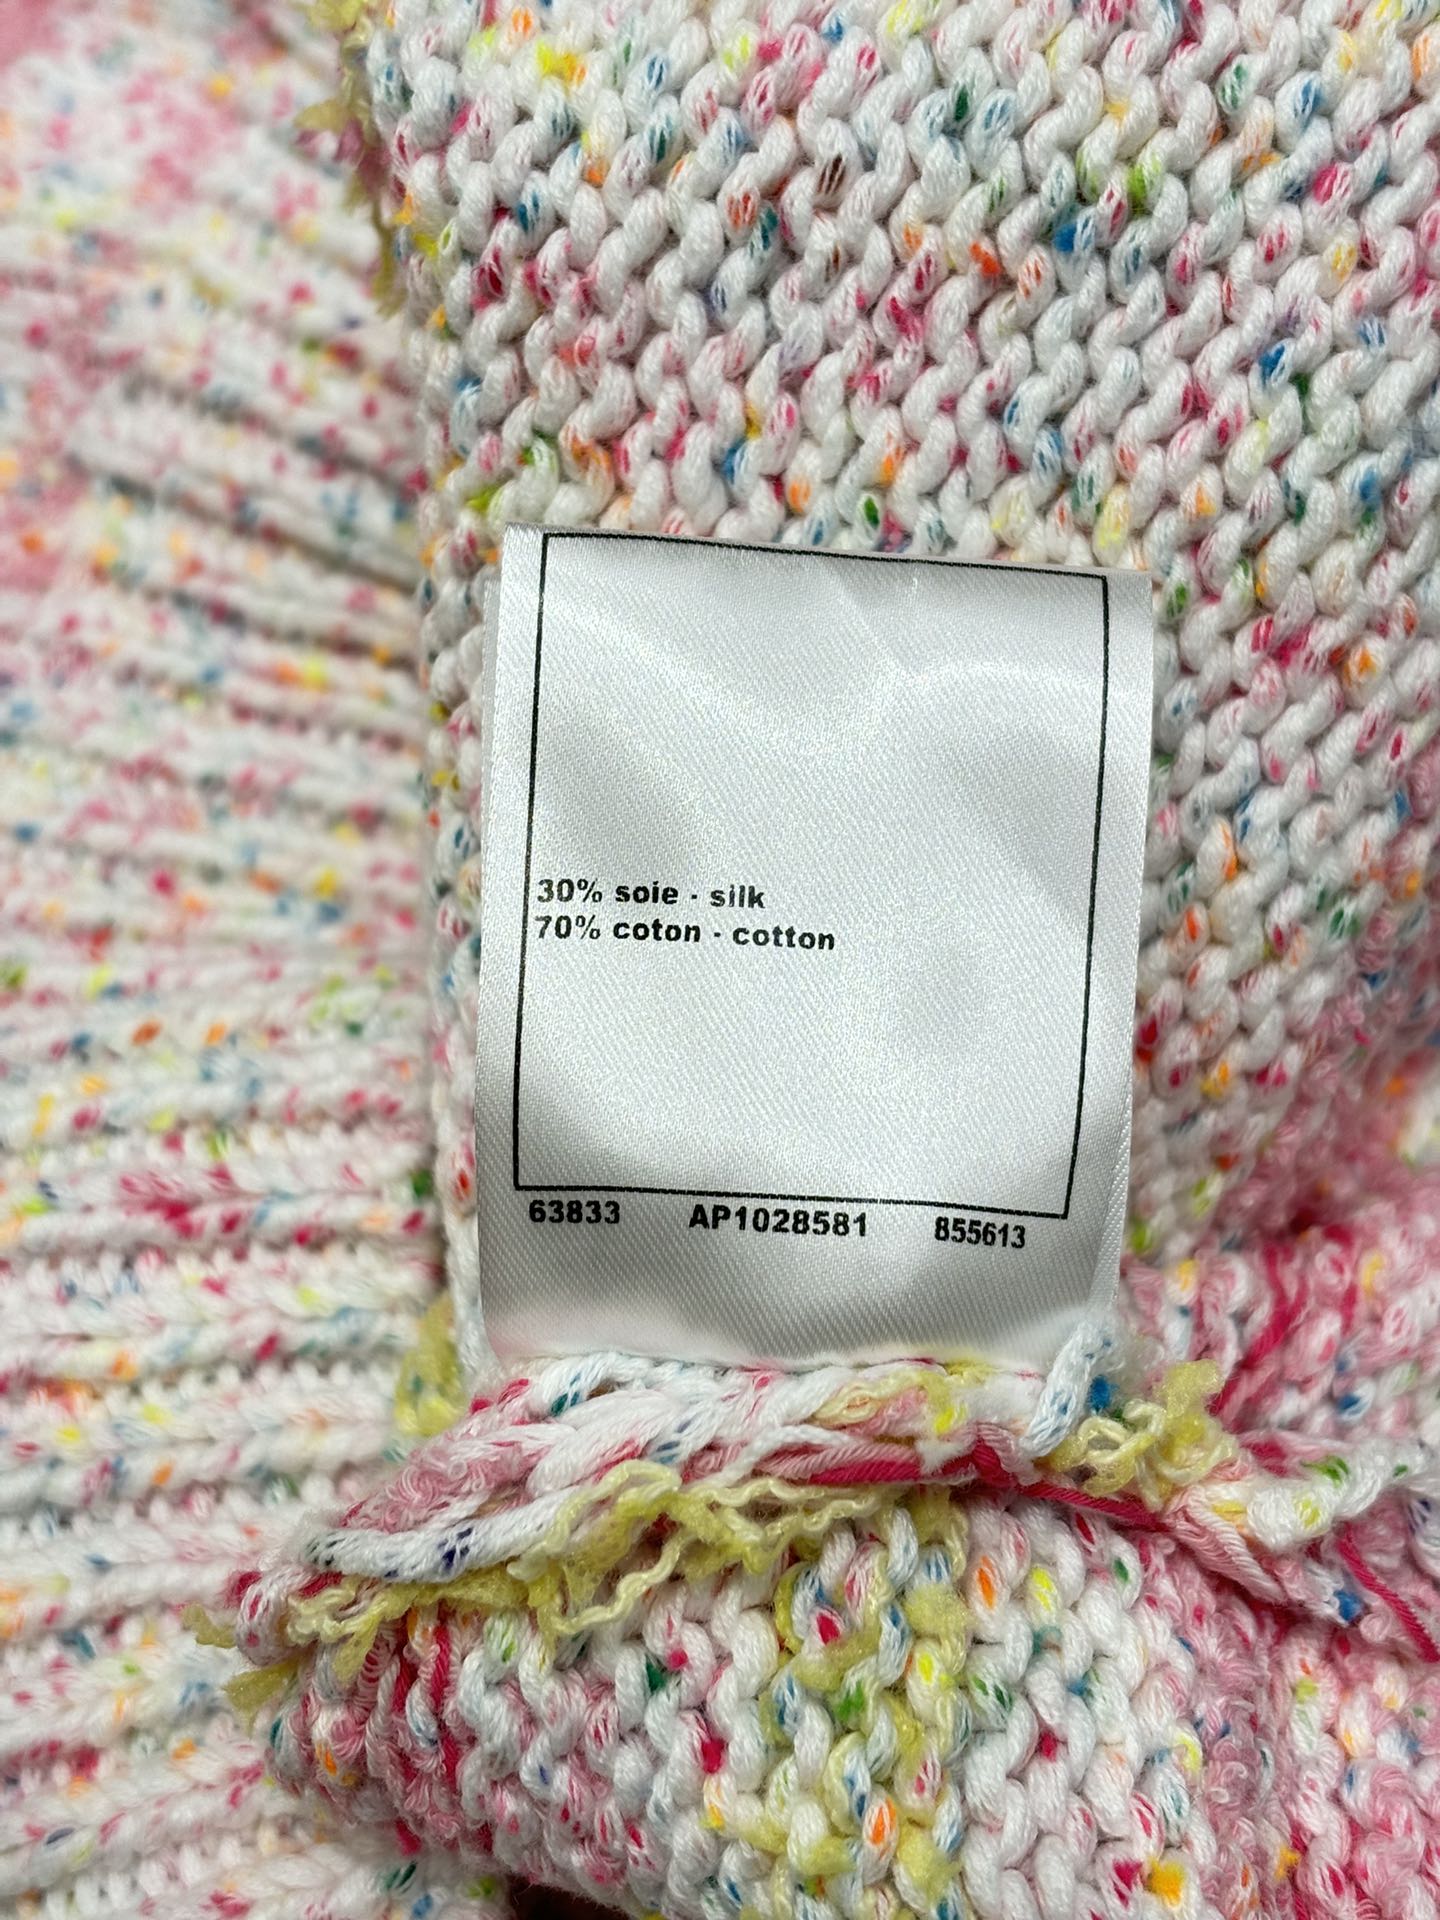 30% soie - silk
70% coton - cotton
63833 AP1028581 855613